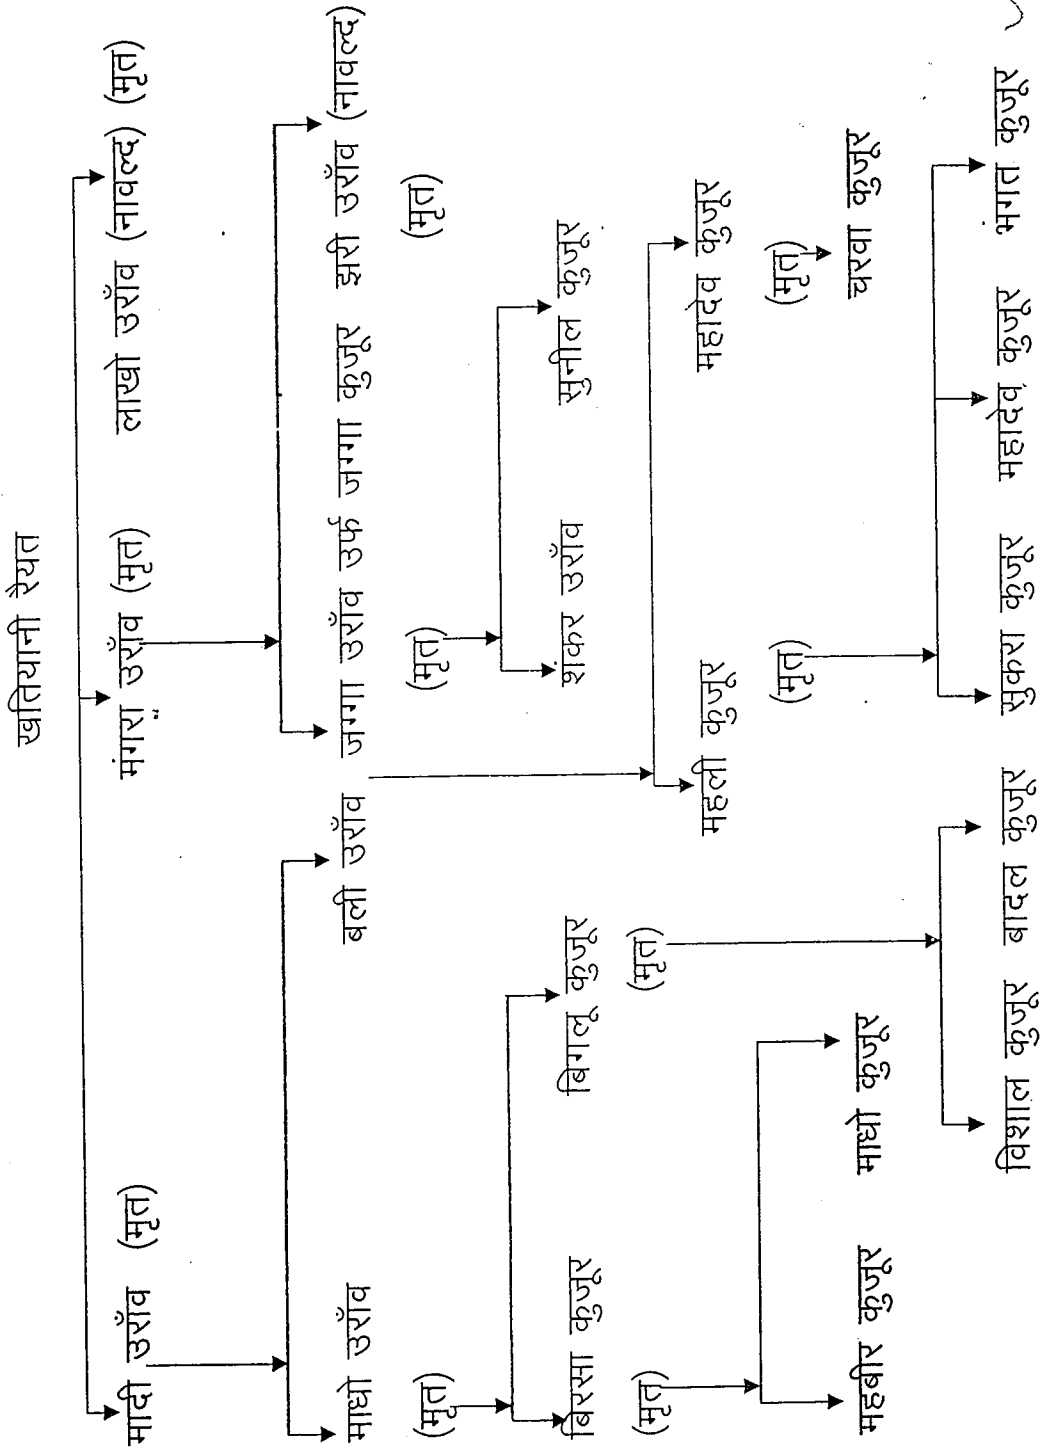 खतियानी रैयत
मादी उराँव (मृत) मंगरा उराँव (मृत) लाखो उराँव (नावल्द) (मृत)
माधो उराँव बली उराँव जग्गा उराँव उर्फ जग्गा कुजूर झरी उराँव (नावल्द)
(मृत) (मृत) (मृत)
बिरसा कुजूर बिगलू कुजूर शंकर उराँव सुनील कुजूर
(मृत) (मृत)
महली कुजूर महादेव कुजूर
(मृत) (मृत)
महबीर कुजूर माधो कुजूर चरवा कुजूर
विशाल कुजूर बादल कुजूर सुकरा कुजूर महादेव कुजूर मंगात कुजूर